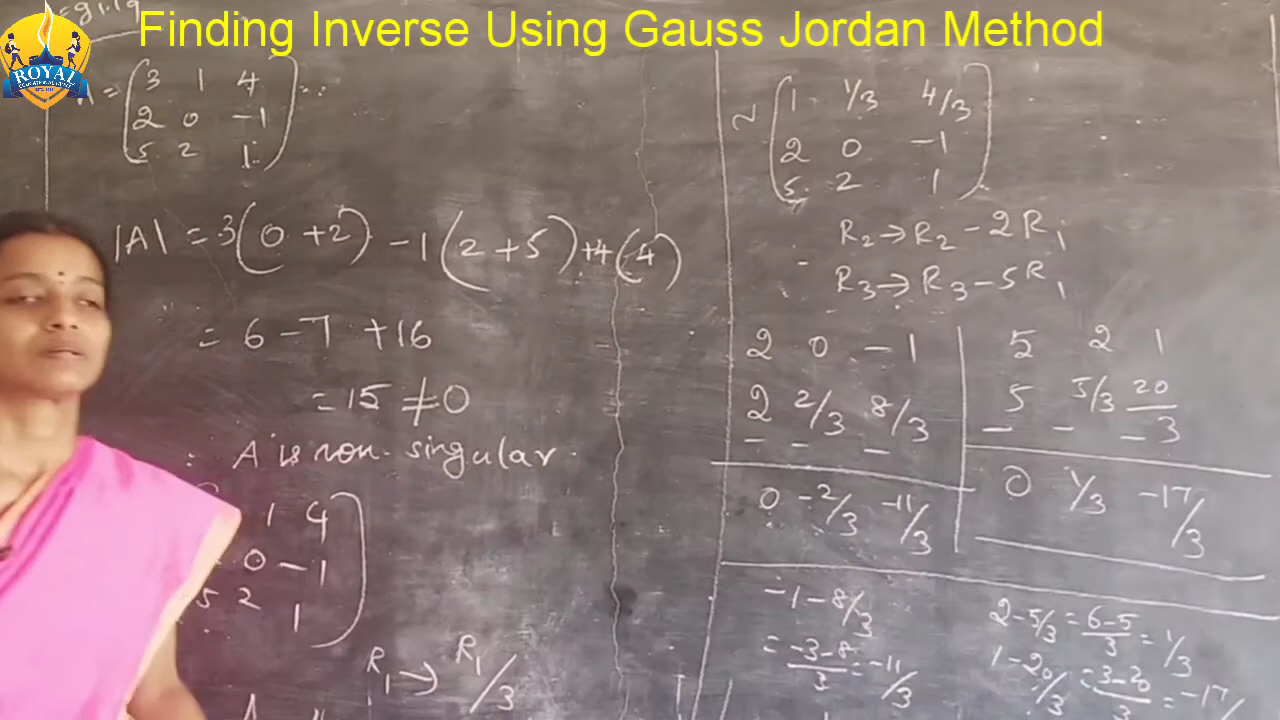 Finding Inverse Using Gauss Jordan Method
ROYAL
3 1 4
2 0 -1
5 2 1
|A| = 3(0+2) -1(2+5)+4(4)
= 6-7 +16
= 15 ≠ 0
∴ A is non-singular.
1 4
0 -1
5 2 1
R1 → R1/3
~ 1 1/3 4/3
2 0 -1
5 2 1
R2→R2-2R1
R3→R3-5R1
2 0 -1
2 2/3 8/3
- - -
0 -2/3 -11/3
5 2 1
5 5/3 20/3
- - -
0 1/3 -17/3
-1-8/3
= -3-8/3 = -11/3
2-5/3 = 6-5/3 = 1/3
1-20/3 = 3-20/3 = -17/